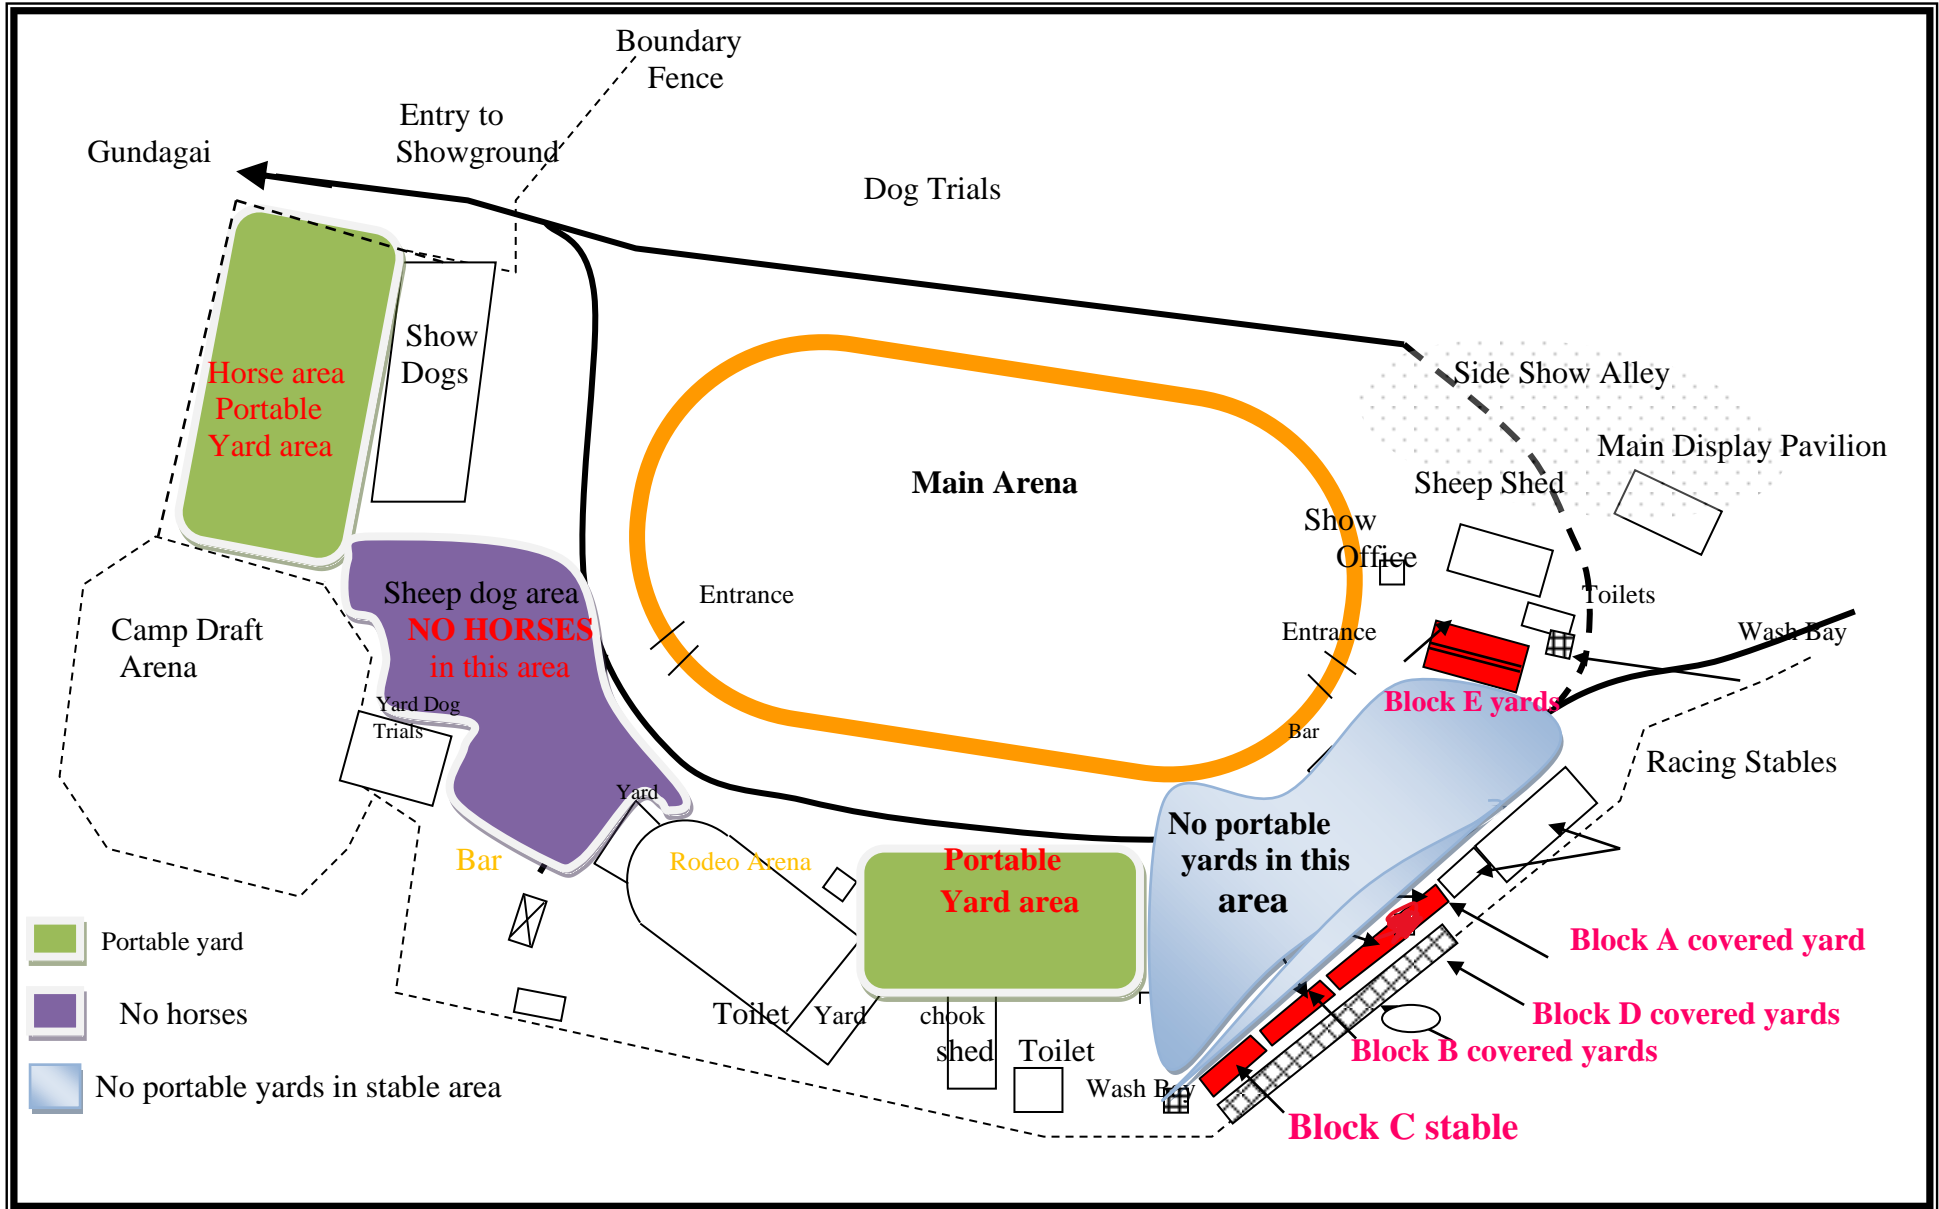 Boundary
Fence
Entry to
Showground
Gundagai
Dog Trials
Show
Dogs
Horse area
Portable
Yard area
Side Show Alley
Main Display Pavilion
Sheep Shed
Main Arena
Show
Office
Entrance
Entrance
Toilets
Wash Bay
Sheep dog area
NO HORSES
in this area
Camp Draft
Arena
Block E yards
Yard Dog
Trials
Bar
Racing Stables
Yard
Bar
Rodeo Arena
Portable
Yard area
No portable
yards in this
area
Portable yard
No horses
No portable yards in stable area
Toilet
Yard
chook
shed
Toilet
Wash Bay
Block A covered yard
Block D covered yards
Block B covered yards
Block C stable